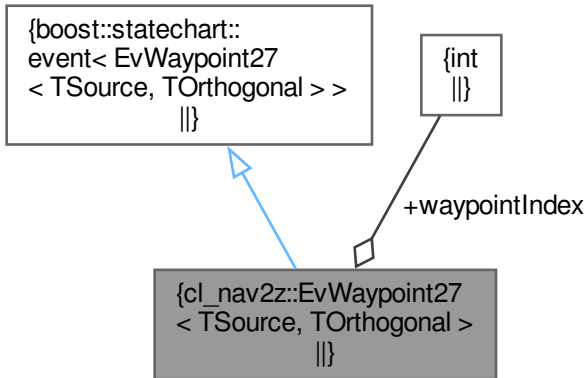 {boost::statechart::
event< EvWaypoint27
< TSource, TOrthogonal > >
||}
{int
||}
+waypointIndex
{cl_nav2z::EvWaypoint27
< TSource, TOrthogonal >
||}